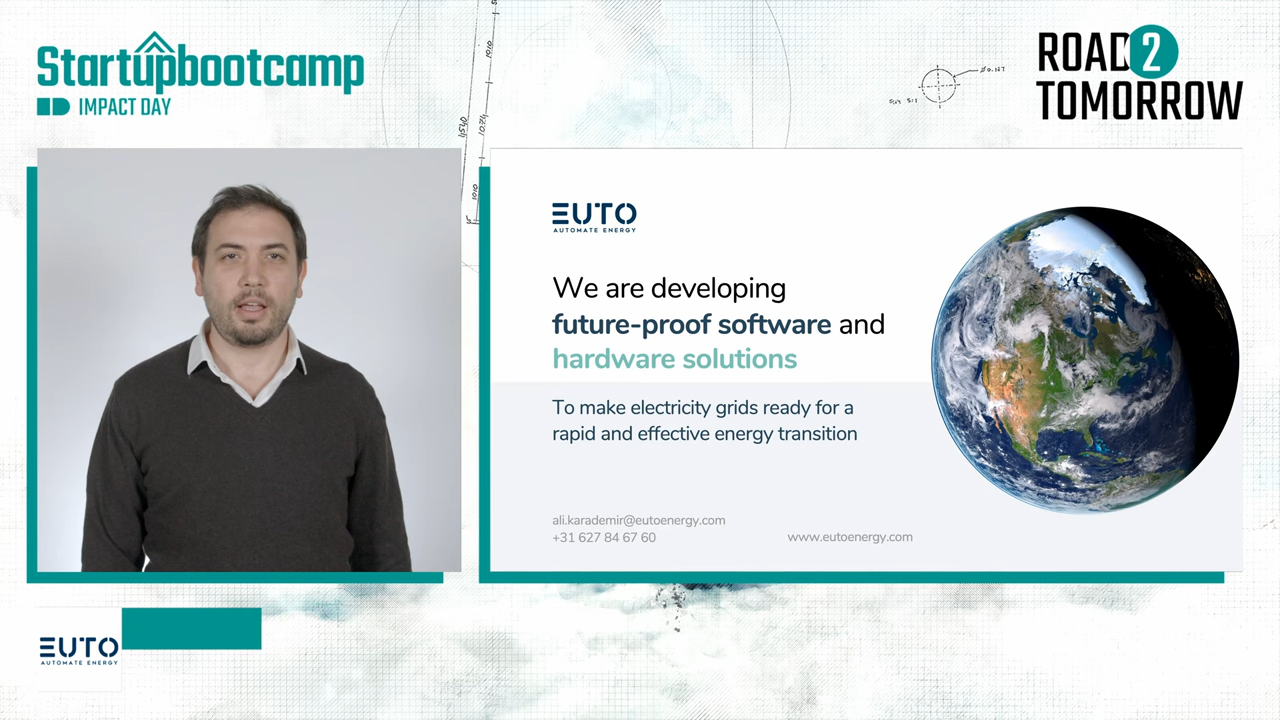 Startupbootcamp
IMPACT DAY
ROAD 2
TOMORROW
EUTO
AUTOMATE ENERGY
We are developing
future-proof software and
hardware solutions
To make electricity grids ready for a
rapid and effective energy transition
ali.karademir@eutoenergy.com
+31 627 84 67 60
www.eutoenergy.com
EUTO
AUTOMATE ENERGY